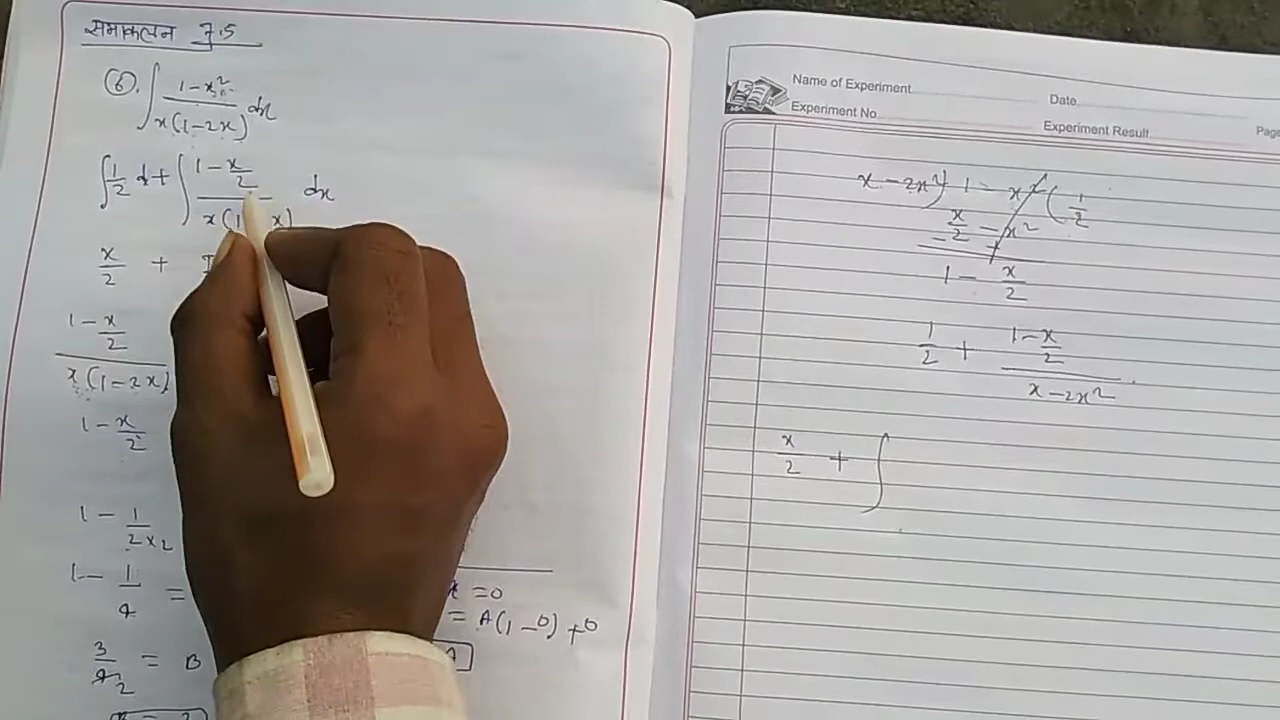 समाकलन 7.5
⑥. ∫ (1-x²)/(x(1-2x)) dx
∫ 1/2 dx + ∫ (1 - x/2)/(x(1 x)) dx
x/2 +
(1 - x/2)/(x(1-2x))
1 - x/2
1 - 1/(2×2)
1 - 1/4 =
3/4 2 = B
x = 0
= A(1-0) + 0
Name of Experiment
Date
Experiment No.
Experiment Result
x - 2x² ) 1 - x² ( 1/2
x/2 - x²
- +
1 - x/2
1/2 + (1 - x/2)/(x - 2x²)
x/2 + ∫